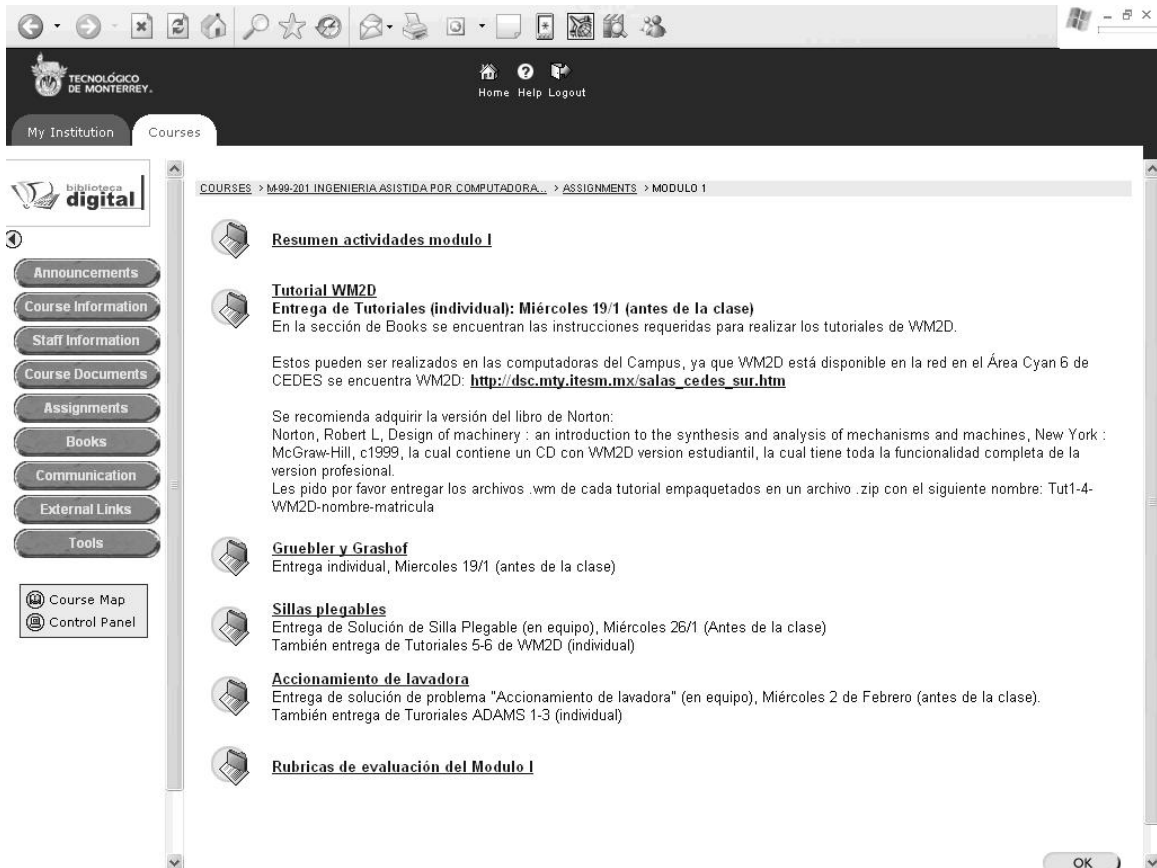 TECNOLÓGICO
DE MONTERREY.
Home Help Logout
My Institution Courses
biblioteca
digital
Announcements
Course Information
Staff Information
Course Documents
Assignments
Books
Communication
External Links
Tools
Course Map
Control Panel
COURSES > M-99-201 INGENIERIA ASISTIDA POR COMPUTADORA... > ASSIGNMENTS > MODULO 1
Resumen actividades modulo I
Tutorial WM2D
Entrega de Tutoriales (individual): Miércoles 19/1 (antes de la clase)
En la sección de Books se encuentran las instrucciones requeridas para realizar los tutoriales de WM2D.
Estos pueden ser realizados en las computadoras del Campus, ya que WM2D está disponible en la red en el Área Cyan 6 de
CEDES se encuentra WM2D: http://dsc.mty.itesm.mx/salas_cedes_sur.htm
Se recomienda adquirir la versión del libro de Norton:
Norton, Robert L, Design of machinery : an introduction to the synthesis and analysis of mechanisms and machines, New York :
McGraw-Hill, c1999, la cual contiene un CD con WM2D version estudiantil, la cual tiene toda la funcionalidad completa de la
version profesional.
Les pido por favor entregar los archivos .wm de cada tutorial empaquetados en un archivo .zip con el siguiente nombre: Tut1-4-
WM2D-nombre-matricula
Gruebler y Grashof
Entrega individual, Miercoles 19/1 (antes de la clase)
Sillas plegables
Entrega de Solución de Silla Plegable (en equipo), Miércoles 26/1 (Antes de la clase)
También entrega de Tutoriales 5-6 de WM2D (individual)
Accionamiento de lavadora
Entrega de solución de problema "Accionamiento de lavadora" (en equipo), Miércoles 2 de Febrero (antes de la clase).
También entrega de Turoriales ADAMS 1-3 (individual)
Rubricas de evaluación del Modulo I
OK